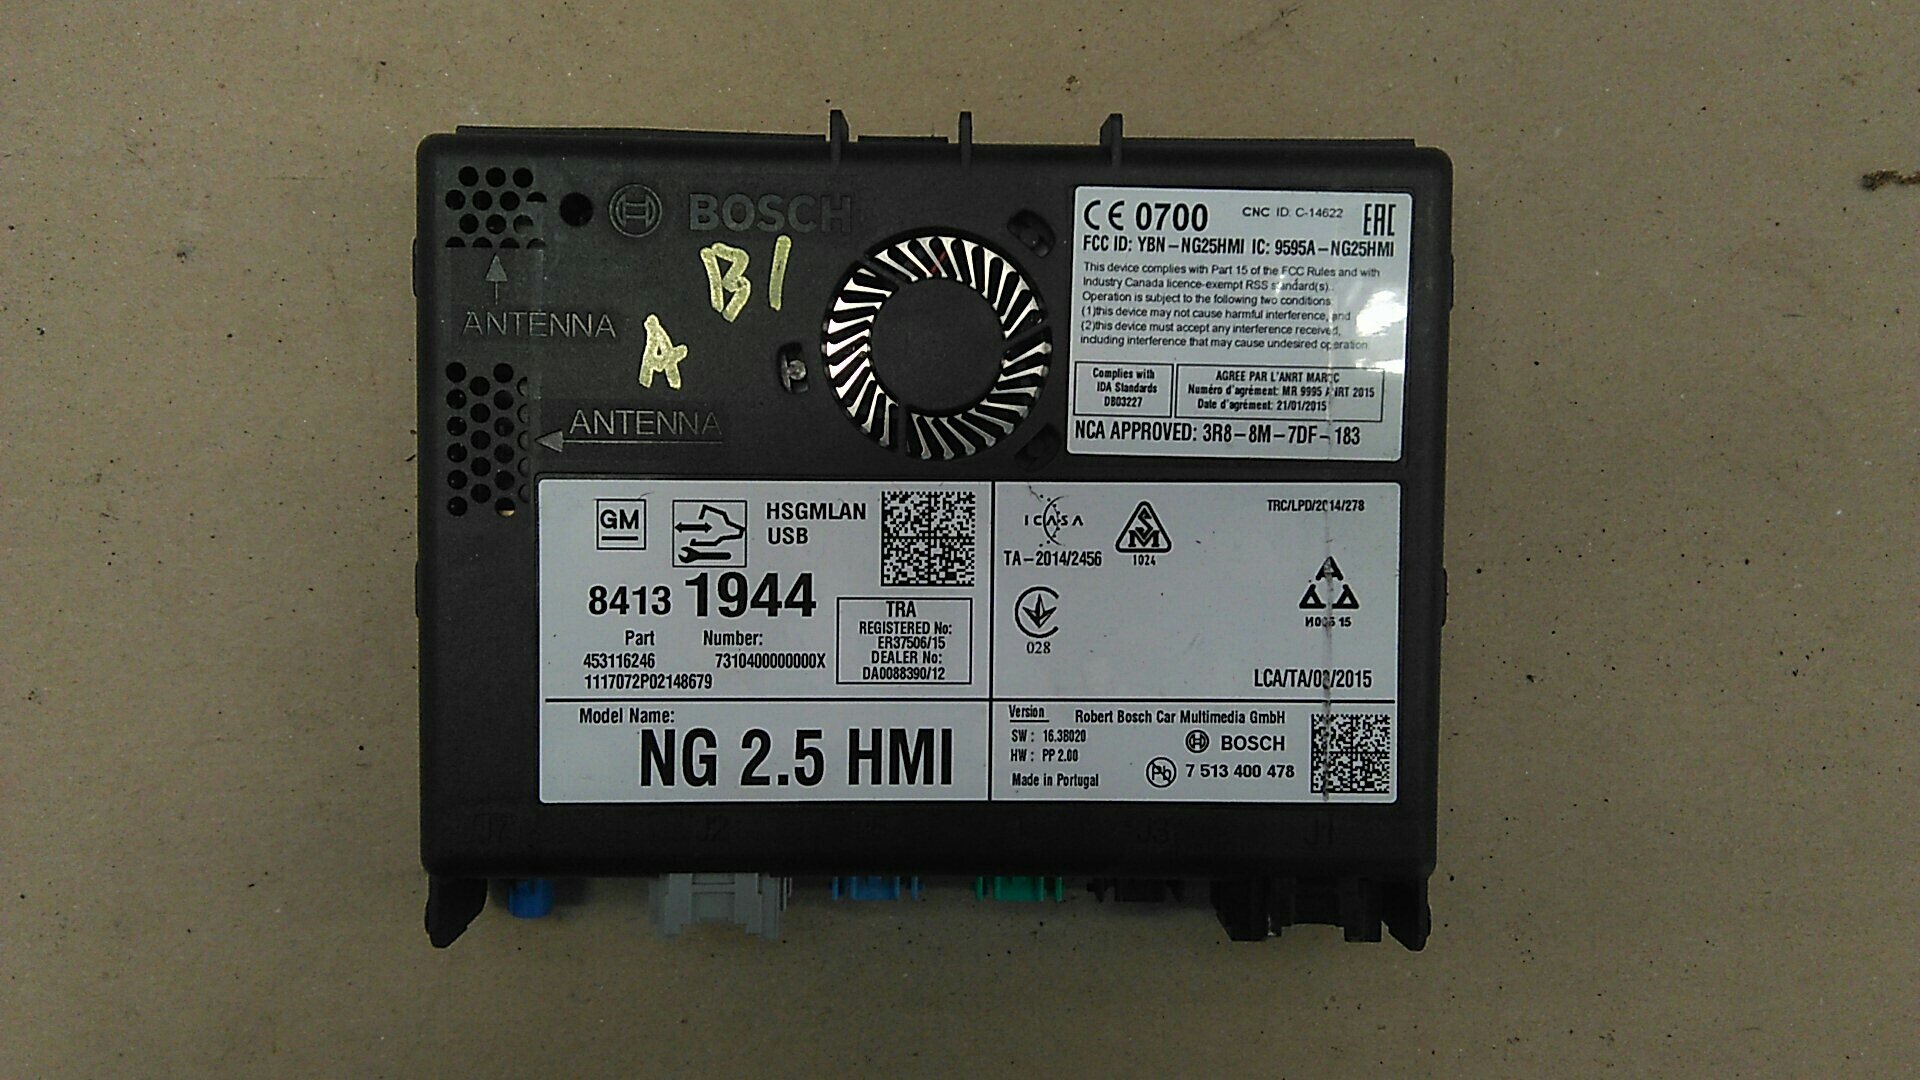 BOSCH
B1
ANTENNA
A
ANTENNA
CE 0700 CNC ID: C-14622 EAC
FCC ID: YBN-NG25HMI IC: 9595A-NG25HMI
This device complies with Part 15 of the FCC Rules and with
Industry Canada licence-exempt RSS standard(s).
Operation is subject to the following two conditions:
(1)this device may not cause harmful interference, and
(2)this device must accept any interference received,
including interference that may cause undesired operation.
Complies with
IDA Standards
DB03227
AGREE PAR L'ANRT MAROC
Numéro d'agrément: MR 9995 ANRT 2015
Date d'agrément: 21/01/2015
NCA APPROVED: 3R8-8M-7DF-183
GM
HSGMLAN
USB
8413 1944
Part Number:
453116246 7310400000000X
1117072P02148679
TRA
REGISTERED No:
ER37506/15
DEALER No:
DA0088390/12
Model Name:
NG 2.5 HMI
ICASA
TA-2014/2456
SM
1024
TRC/LPD/2014/278
028
15
LCA/TA/ /2015
Version
SW: 16.3B020
HW: PP 2.00
Made in Portugal
Robert Bosch Car Multimedia GmbH
BOSCH
Pb 7 513 400 478
J2
J3
J1